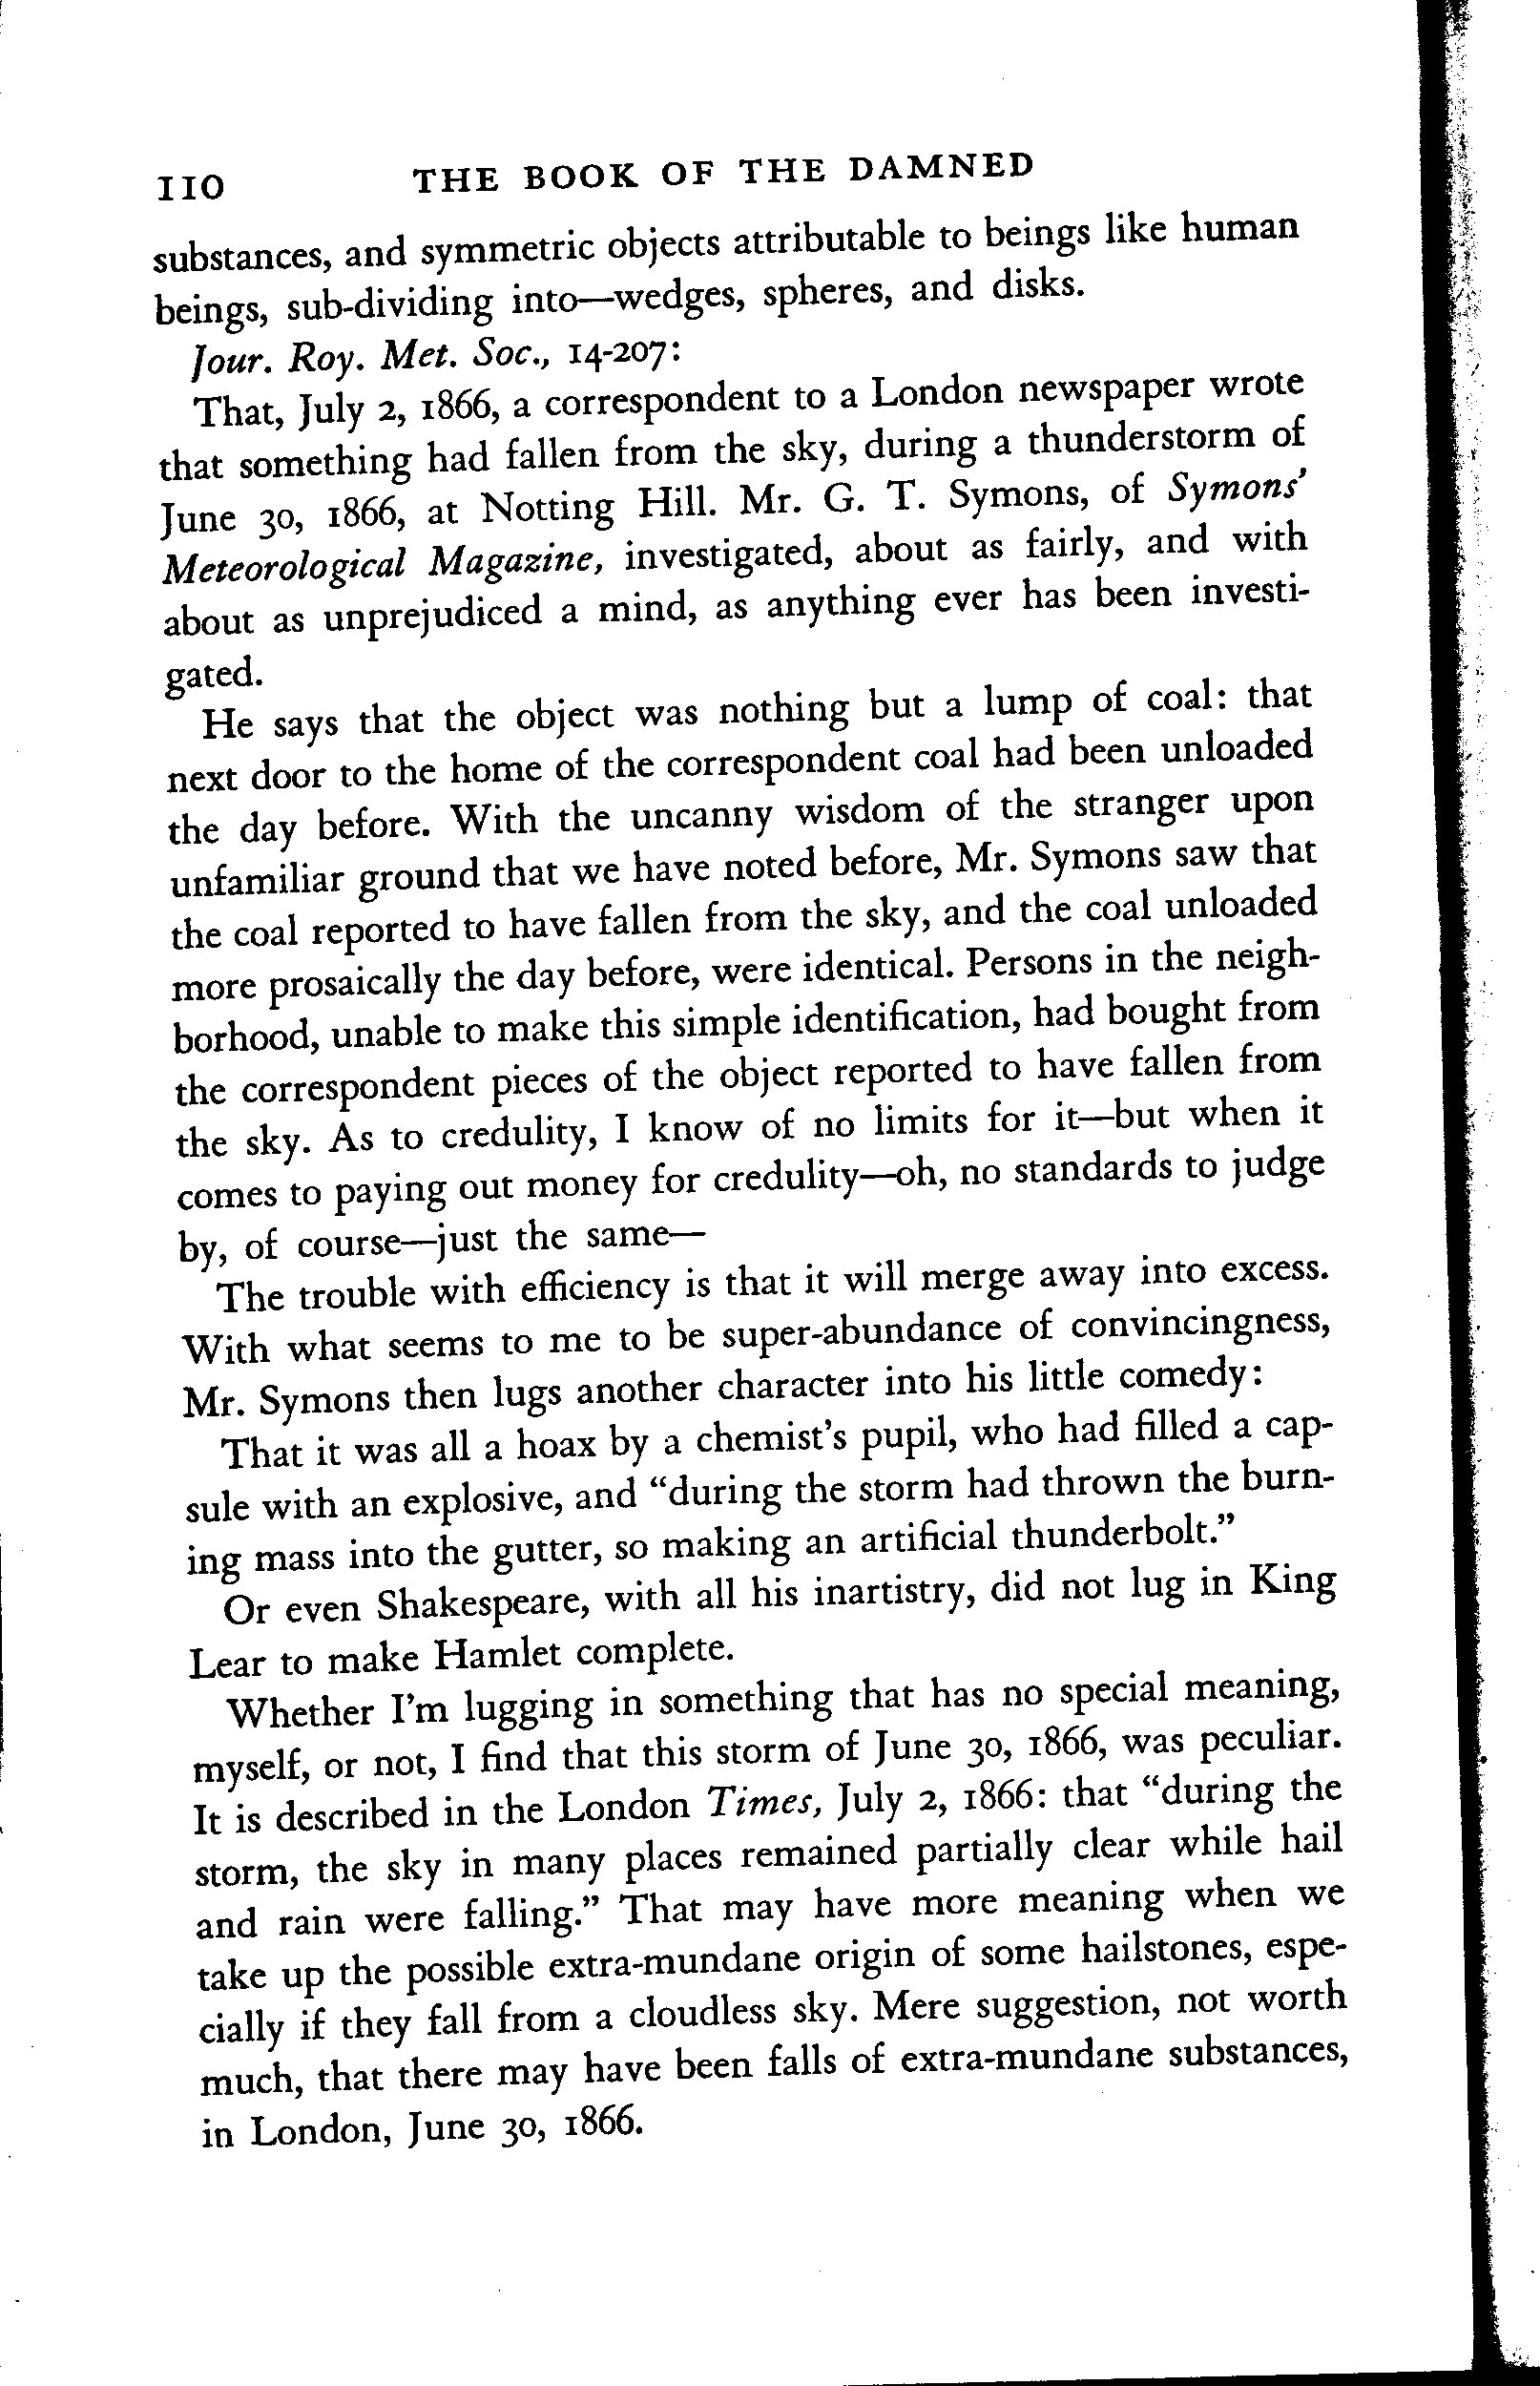 110 THE BOOK OF THE DAMNED
substances, and symmetric objects attributable to beings like human
beings, sub-dividing into—wedges, spheres, and disks.
Jour. Roy. Met. Soc., 14-207:
That, July 2, 1866, a correspondent to a London newspaper wrote
that something had fallen from the sky, during a thunderstorm of
June 30, 1866, at Notting Hill. Mr. G. T. Symons, of Symons'
Meteorological Magazine, investigated, about as fairly, and with
about as unprejudiced a mind, as anything ever has been investi-
gated.
He says that the object was nothing but a lump of coal: that
next door to the home of the correspondent coal had been unloaded
the day before. With the uncanny wisdom of the stranger upon
unfamiliar ground that we have noted before, Mr. Symons saw that
the coal reported to have fallen from the sky, and the coal unloaded
more prosaically the day before, were identical. Persons in the neigh-
borhood, unable to make this simple identification, had bought from
the correspondent pieces of the object reported to have fallen from
the sky. As to credulity, I know of no limits for it—but when it
comes to paying out money for credulity—oh, no standards to judge
by, of course—just the same—
The trouble with efficiency is that it will merge away into excess.
With what seems to me to be super-abundance of convincingness,
Mr. Symons then lugs another character into his little comedy:
That it was all a hoax by a chemist's pupil, who had filled a cap-
sule with an explosive, and "during the storm had thrown the burn-
ing mass into the gutter, so making an artificial thunderbolt."
Or even Shakespeare, with all his inartistry, did not lug in King
Lear to make Hamlet complete.
Whether I'm lugging in something that has no special meaning,
myself, or not, I find that this storm of June 30, 1866, was peculiar.
It is described in the London Times, July 2, 1866: that "during the
storm, the sky in many places remained partially clear while hail
and rain were falling." That may have more meaning when we
take up the possible extra-mundane origin of some hailstones, espe-
cially if they fall from a cloudless sky. Mere suggestion, not worth
much, that there may have been falls of extra-mundane substances,
in London, June 30, 1866.